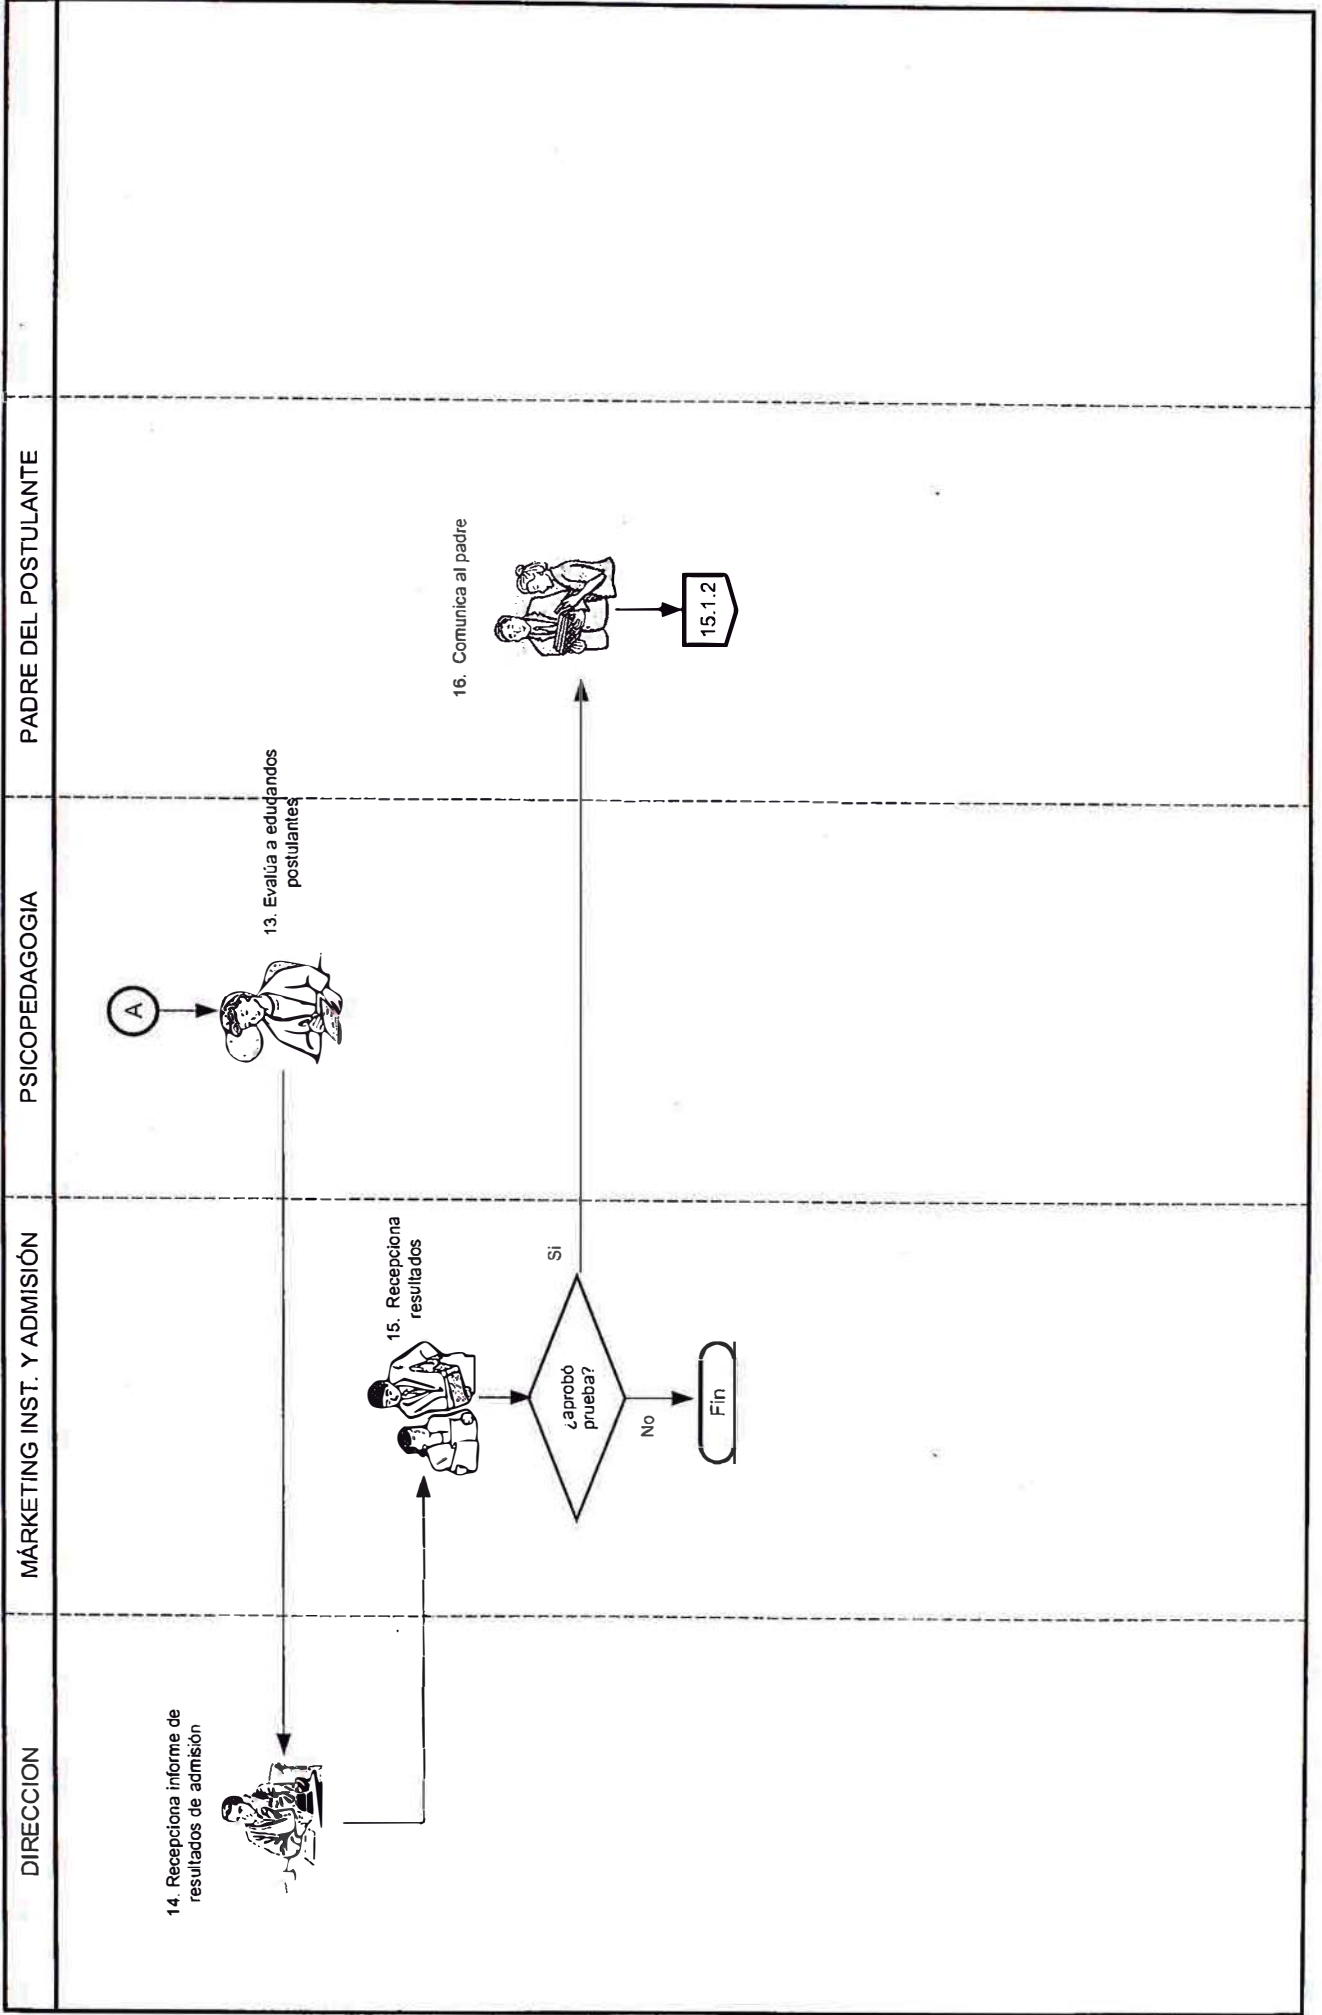 DIRECCION
MÁRKETING INST. Y ADMISIÓN
PSICOPEDAGOGIA
PADRE DEL POSTULANTE
A
13. Evalúa a educandos
postulantes
14. Recepciona informe de
resultados de admisión
15. Recepciona
resultados
¿aprobó
prueba?
Si
No
Fin
16. Comunica al padre
15.1.2